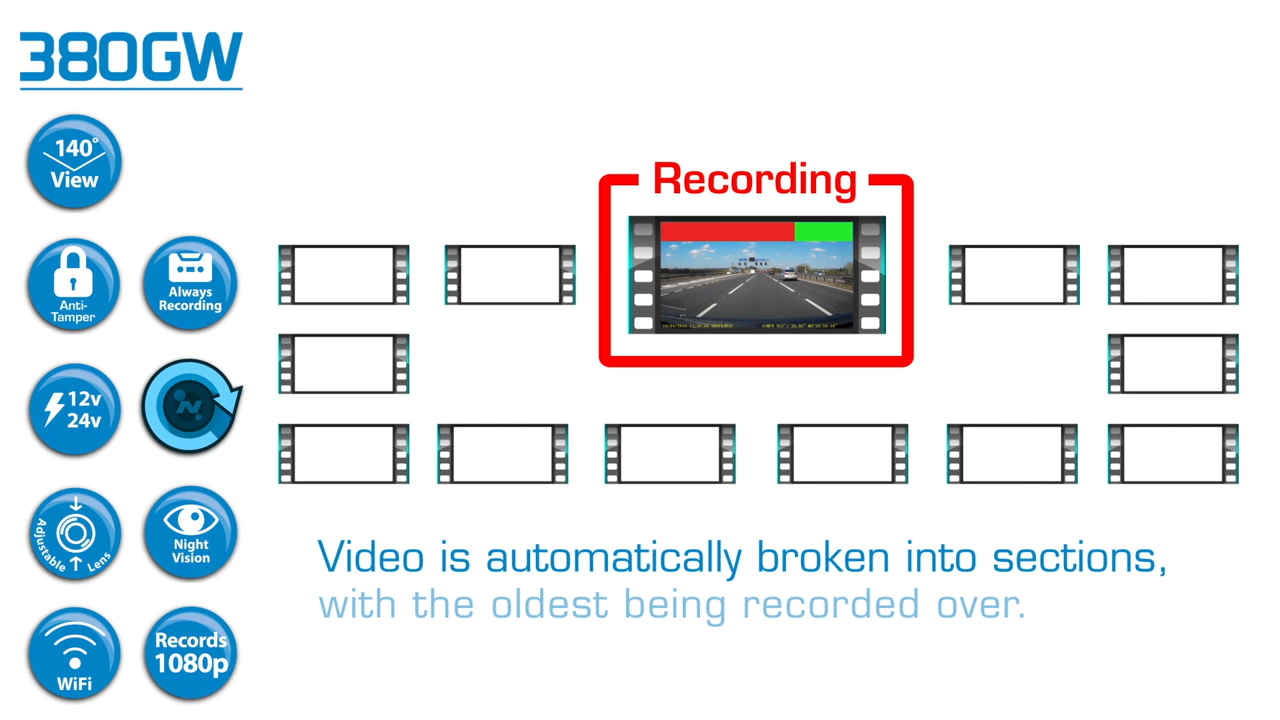 380GW
140°
View
Anti-
Tamper
Always
Recording
12v
24v
Adjustable Lens
Night
Vision
WiFi
Records
1080p
Recording
Video is automatically broken into sections,
with the oldest being recorded over.